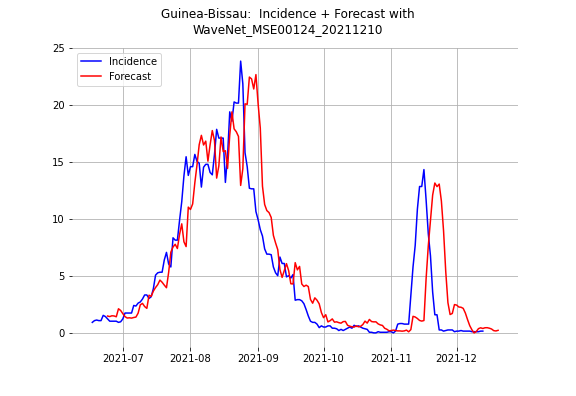 Guinea-Bissau:  Incidence + Forecast with
WaveNet_MSE00124_20211210
Incidence
Forecast
25
20
15
10
5
0
2021-07 2021-08 2021-09 2021-10 2021-11 2021-12